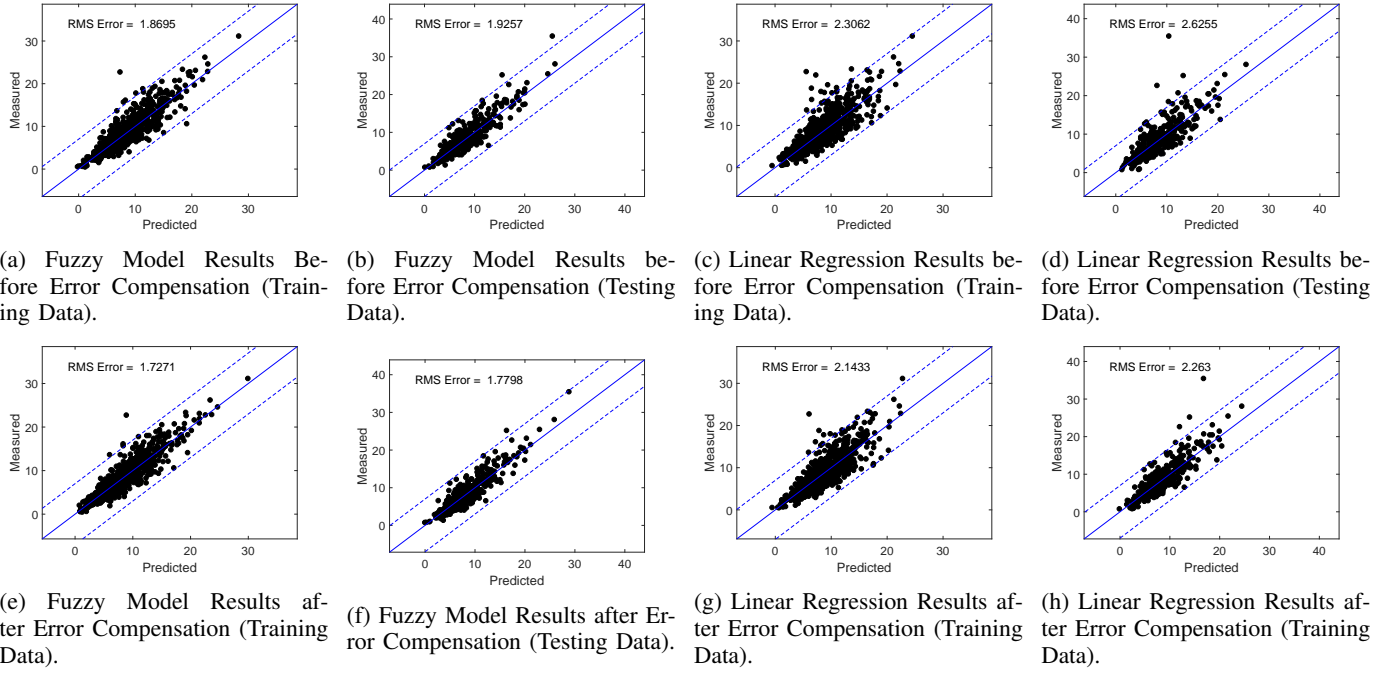 RMS Error = 1.8695
Measured
30
20
10
0
0
10
20
30
Predicted
RMS Error = 1.9257
Measured
40
30
20
10
0
0
10
20
30
40
Predicted
RMS Error = 2.3062
Measured
30
20
10
0
0
10
20
30
Predicted
RMS Error = 2.6255
Measured
40
30
20
10
0
0
10
20
30
40
Predicted
(a) Fuzzy Model Results Be-
fore Error Compensation (Train-
ing Data).
(b) Fuzzy Model Results be-
fore Error Compensation (Testing
Data).
(c) Linear Regression Results be-
fore Error Compensation (Train-
ing Data).
(d) Linear Regression Results be-
fore Error Compensation (Testing
Data).
RMS Error = 1.7271
Measured
30
20
10
0
0
10
20
30
Predicted
RMS Error = 1.7798
Measured
40
30
20
10
0
0
10
20
30
40
Predicted
RMS Error = 2.1433
Measured
30
20
10
0
0
10
20
30
Predicted
RMS Error = 2.263
Measured
40
30
20
10
0
0
10
20
30
40
Predicted
(e) Fuzzy Model Results af-
ter Error Compensation (Training
Data).
(f) Fuzzy Model Results after Er-
ror Compensation (Testing Data).
(g) Linear Regression Results af-
ter Error Compensation (Training
Data).
(h) Linear Regression Results af-
ter Error Compensation (Training
Data).